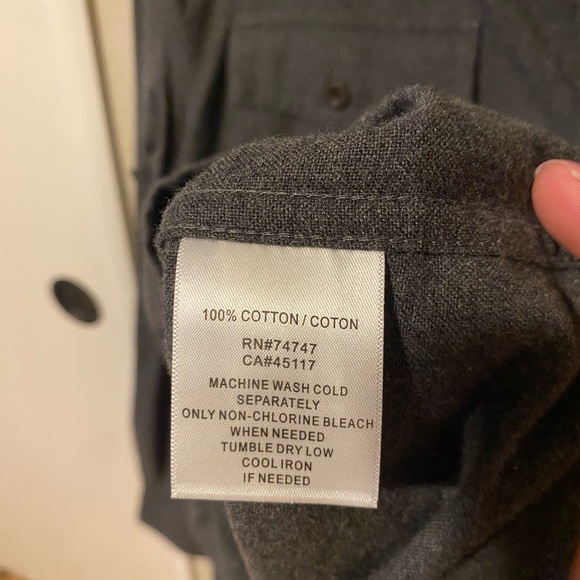 100% COTTON / COTON
RN#74747
CA#45117
MACHINE WASH COLD
SEPARATELY
ONLY NON-CHLORINE BLEACH
WHEN NEEDED
TUMBLE DRY LOW
COOL IRON
IF NEEDED